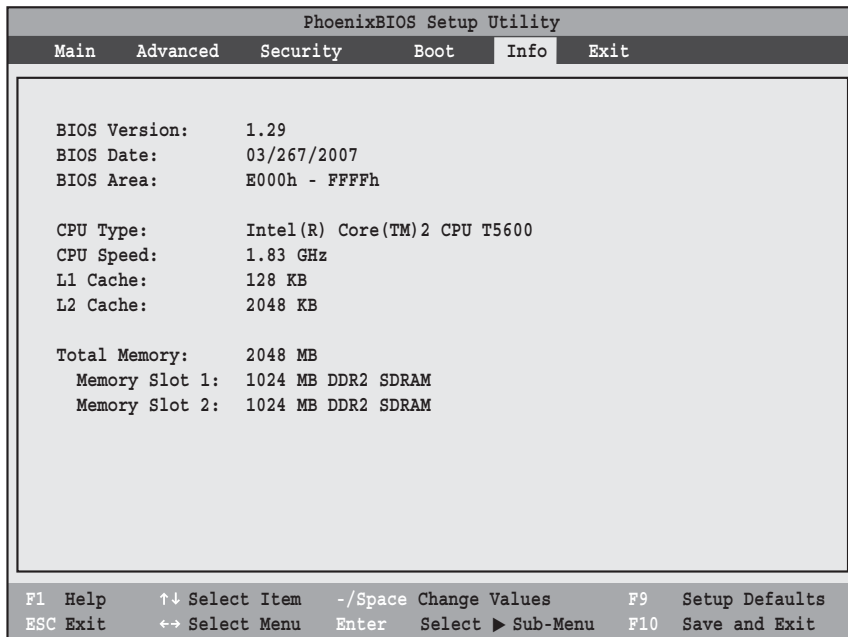 PhoenixBIOS Setup Utility
Main Advanced Security Boot Info Exit
BIOS Version: 1.29
BIOS Date: 03/267/2007
BIOS Area: E000h - FFFFh
CPU Type: Intel(R) Core(TM)2 CPU T5600
CPU Speed: 1.83 GHz
L1 Cache: 128 KB
L2 Cache: 2048 KB
Total Memory: 2048 MB
Memory Slot 1: 1024 MB DDR2 SDRAM
Memory Slot 2: 1024 MB DDR2 SDRAM
F1 Help ↑↓ Select Item -/Space Change Values F9 Setup Defaults
ESC Exit ←→ Select Menu Enter Select ▶ Sub-Menu F10 Save and Exit